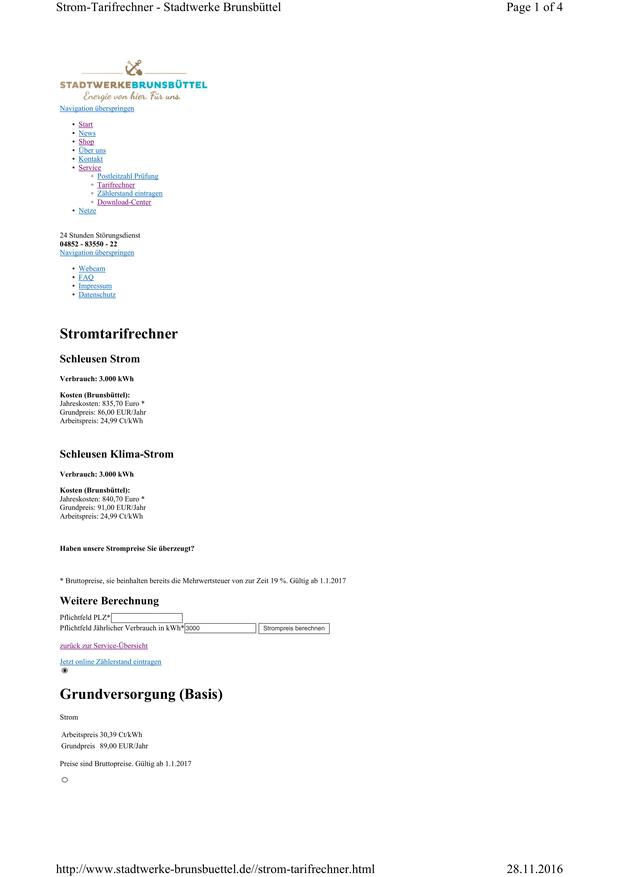 Strom-Tarifrechner - Stadtwerke Brunsbüttel Page 1 of 4
STADTWERKEBRUNSBÜTTEL
Energie von hier. Für uns.
Navigation überspringen
• Start
• News
• Shop
• Über uns
• Kontakt
• Service
◦ Postleitzahl Prüfung
◦ Tarifrechner
◦ Zählerstand eintragen
◦ Download-Center
• Netze
24 Stunden Störungsdienst
04852 - 83550 - 22
Navigation überspringen
• Webcam
• FAQ
• Impressum
• Datenschutz
Stromtarifrechner
Schleusen Strom
Verbrauch: 3.000 kWh
Kosten (Brunsbüttel):
Jahreskosten: 835,70 Euro *
Grundpreis: 86,00 EUR/Jahr
Arbeitspreis: 24,99 Ct/kWh
Schleusen Klima-Strom
Verbrauch: 3.000 kWh
Kosten (Brunsbüttel):
Jahreskosten: 840,70 Euro *
Grundpreis: 91,00 EUR/Jahr
Arbeitspreis: 24,99 Ct/kWh
Haben unsere Strompreise Sie überzeugt?
* Bruttopreise, sie beinhalten bereits die Mehrwertsteuer von zur Zeit 19 %. Gültig ab 1.1.2017
Weitere Berechnung
Pflichtfeld PLZ*
Pflichtfeld Jährlicher Verbrauch in kWh* 3000 Strompreis berechnen
zurück zur Service-Übersicht
Jetzt online Zählerstand eintragen
Grundversorgung (Basis)
Strom
Arbeitspreis 30,39 Ct/kWh
Grundpreis 89,00 EUR/Jahr
Preise sind Bruttopreise. Gültig ab 1.1.2017
http://www.stadtwerke-brunsbuettel.de//strom-tarifrechner.html 28.11.2016